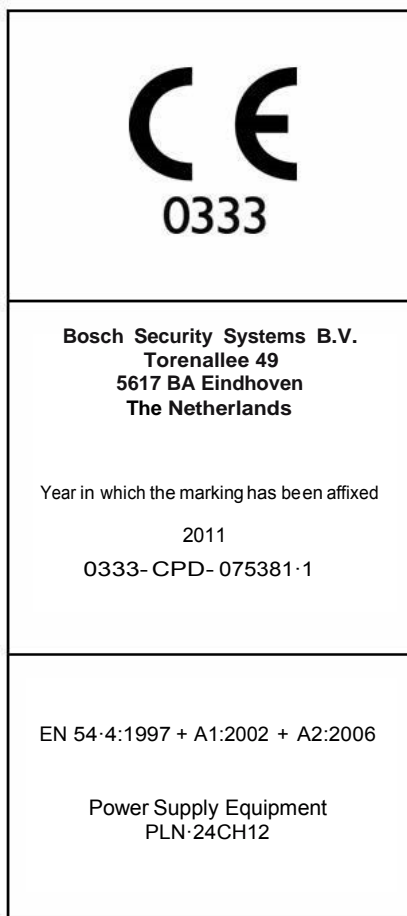 CE
0333
Bosch Security Systems B.V.
Torenallee 49
5617 BA Eindhoven
The Netherlands
Year in which the marking has been affixed
2011
0333-CPD-075381·1
EN 54·4:1997 + A1:2002 + A2:2006
Power Supply Equipment
PLN·24CH12